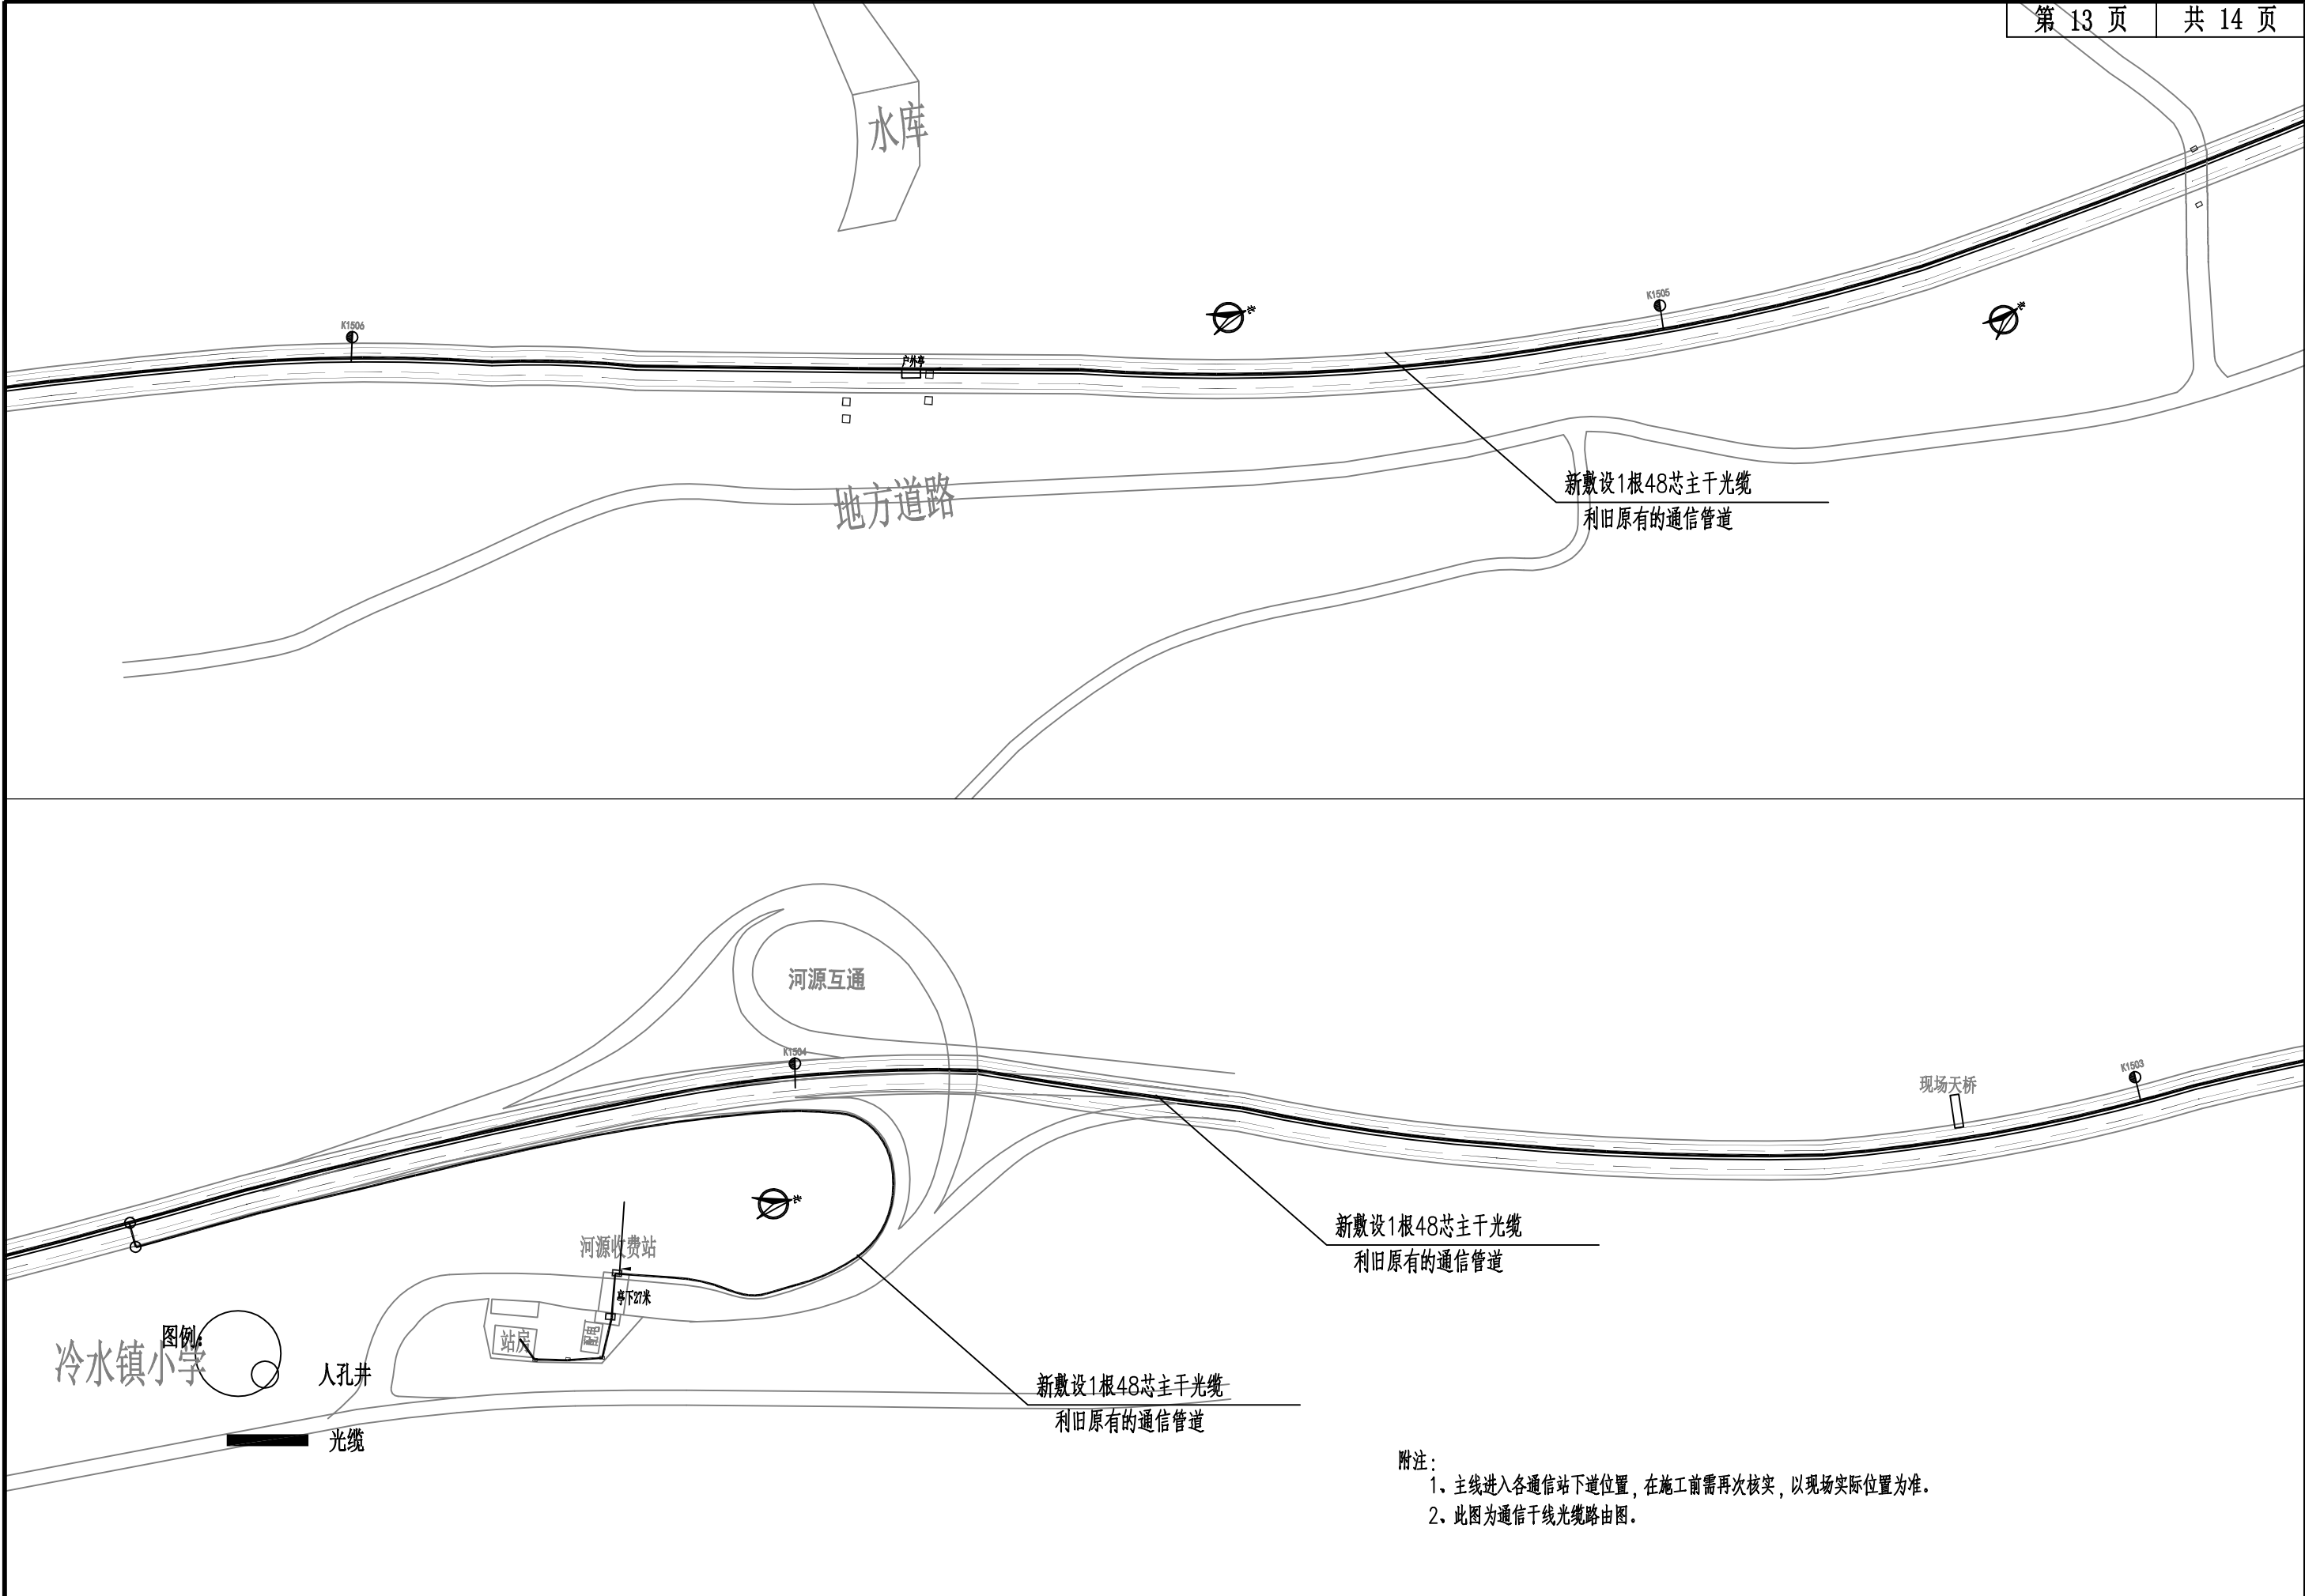 第 13 页 共 14 页
水库
K1506
K1505
北
北
户外亭
新敷设1根48芯主干光缆
利旧原有的通信管道
地方道路
河源互通
K1504
现场天桥
K1503
北
河源收费站
新敷设1根48芯主干光缆
利旧原有的通信管道
亭下27米
站房
配电
图例:
冷水镇小学
人孔井
新敷设1根48芯主干光缆
利旧原有的通信管道
光缆
附注:
1、主线进入各通信站下道位置,在施工前需再次核实,以现场实际位置为准。
2、此图为通信干线光缆路由图。